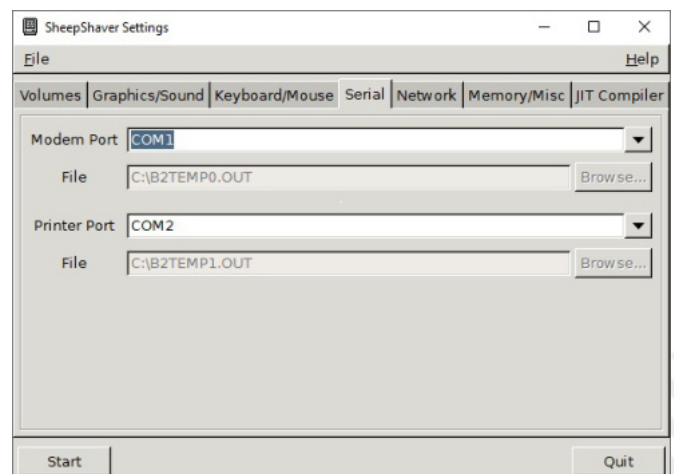 SheepShaver Settings
File Help
Volumes Graphics/Sound Keyboard/Mouse Serial Network Memory/Misc JIT Compiler
Modem Port COM1
File C:\B2TEMP0.OUT Browse...
Printer Port COM2
File C:\B2TEMP1.OUT Browse...
Start Quit